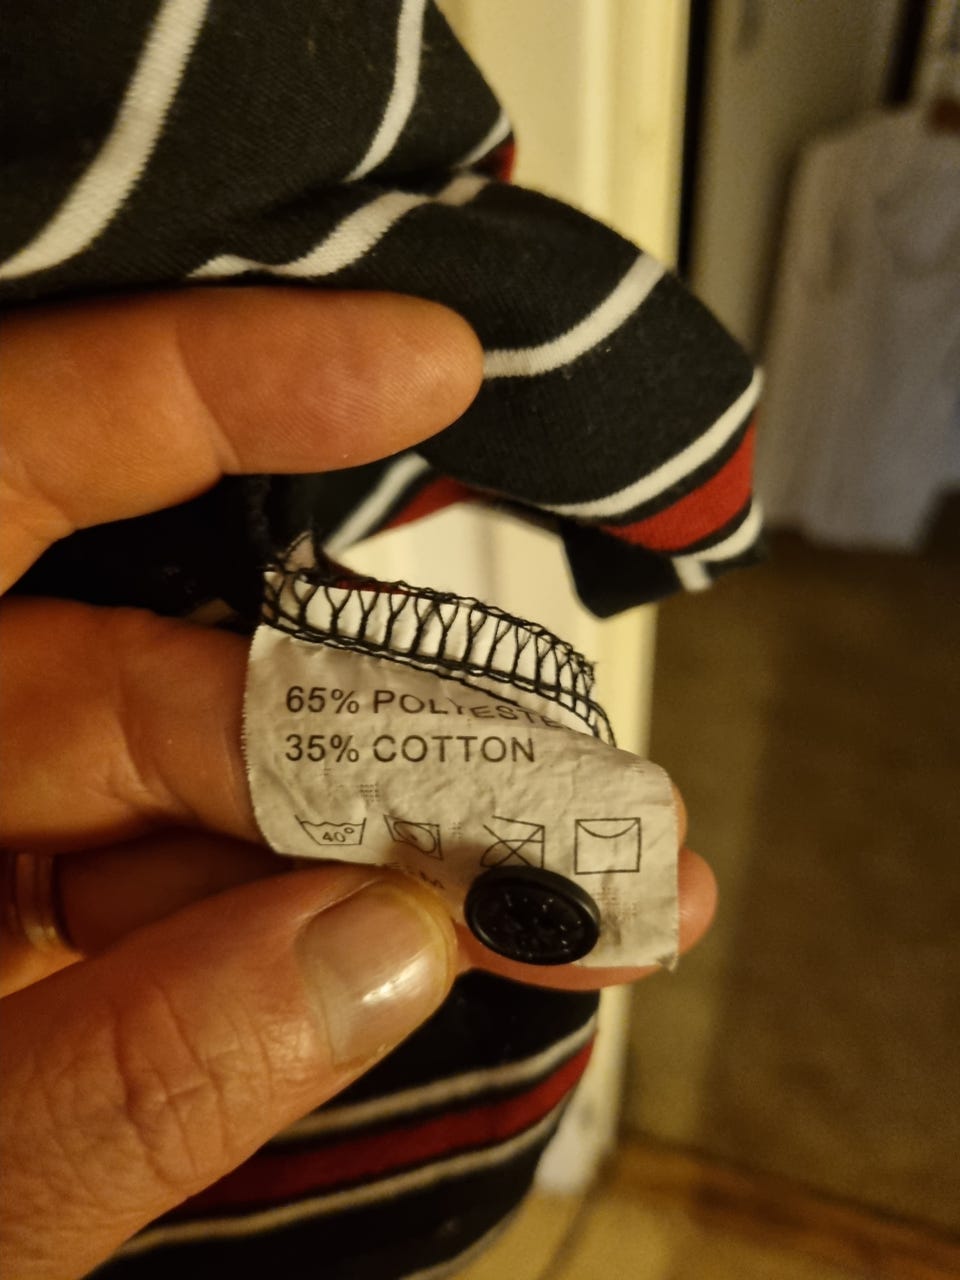 65% POLYESTE
35% COTTON
40°